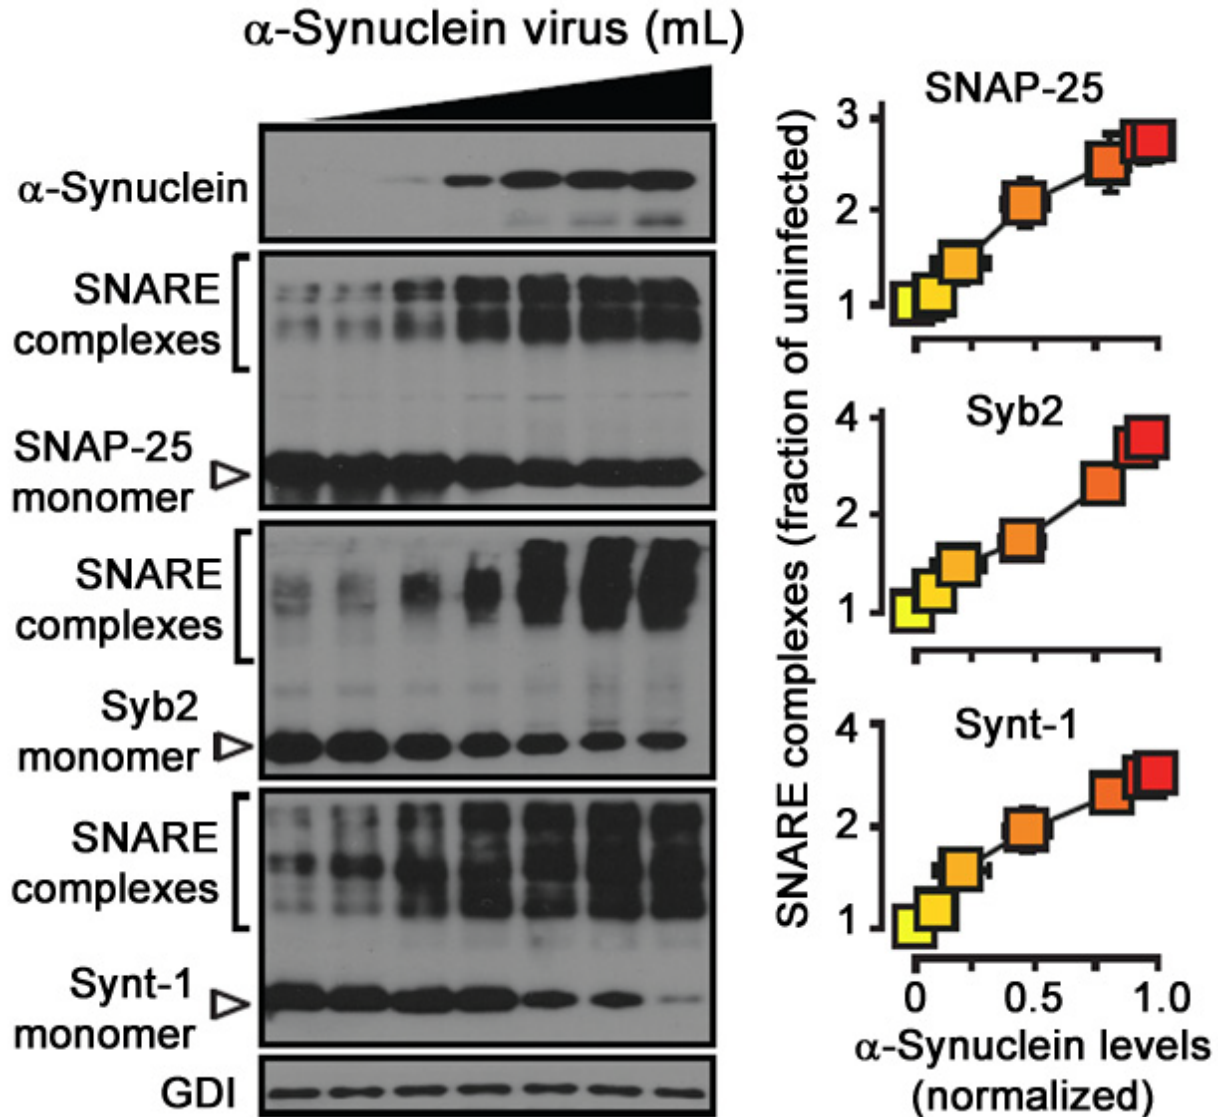 α-Synuclein virus (mL)
α-Synuclein
SNARE
complexes
SNAP-25
monomer
SNARE
complexes
Syb2
monomer
SNARE
complexes
Synt-1
monomer
GDI
SNARE complexes (fraction of uninfected)
SNAP-25
3
2
1
Syb2
4
2
1
Synt-1
4
2
1
0 0.5 1.0
α-Synuclein levels
(normalized)